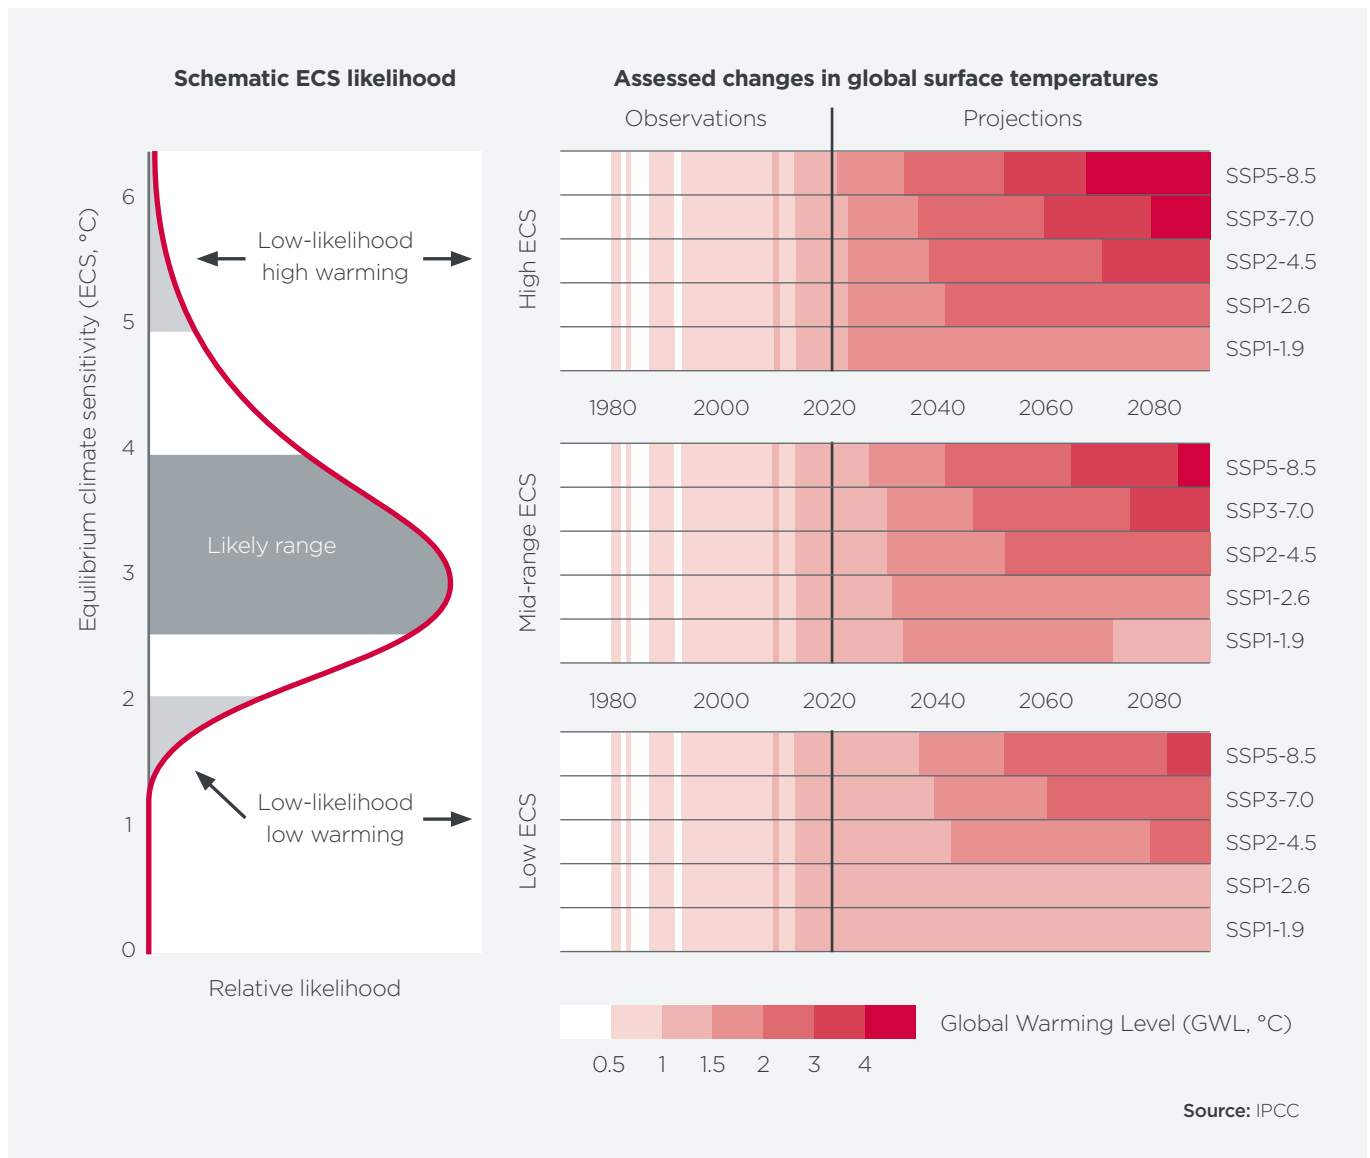 Schematic ECS likelihood
Equilibrium climate sensitivity (ECS, °C)
6
5
4
3
2
1
0
Low-likelihood
high warming
Likely range
Low-likelihood
low warming
Relative likelihood
Assessed changes in global surface temperatures
Observations
Projections
High ECS
SSP5-8.5
SSP3-7.0
SSP2-4.5
SSP1-2.6
SSP1-1.9
1980 2000 2020 2040 2060 2080
Mid-range ECS
SSP5-8.5
SSP3-7.0
SSP2-4.5
SSP1-2.6
SSP1-1.9
1980 2000 2020 2040 2060 2080
Low ECS
SSP5-8.5
SSP3-7.0
SSP2-4.5
SSP1-2.6
SSP1-1.9
Global Warming Level (GWL, °C)
0.5 1 1.5 2 3 4
Source: IPCC